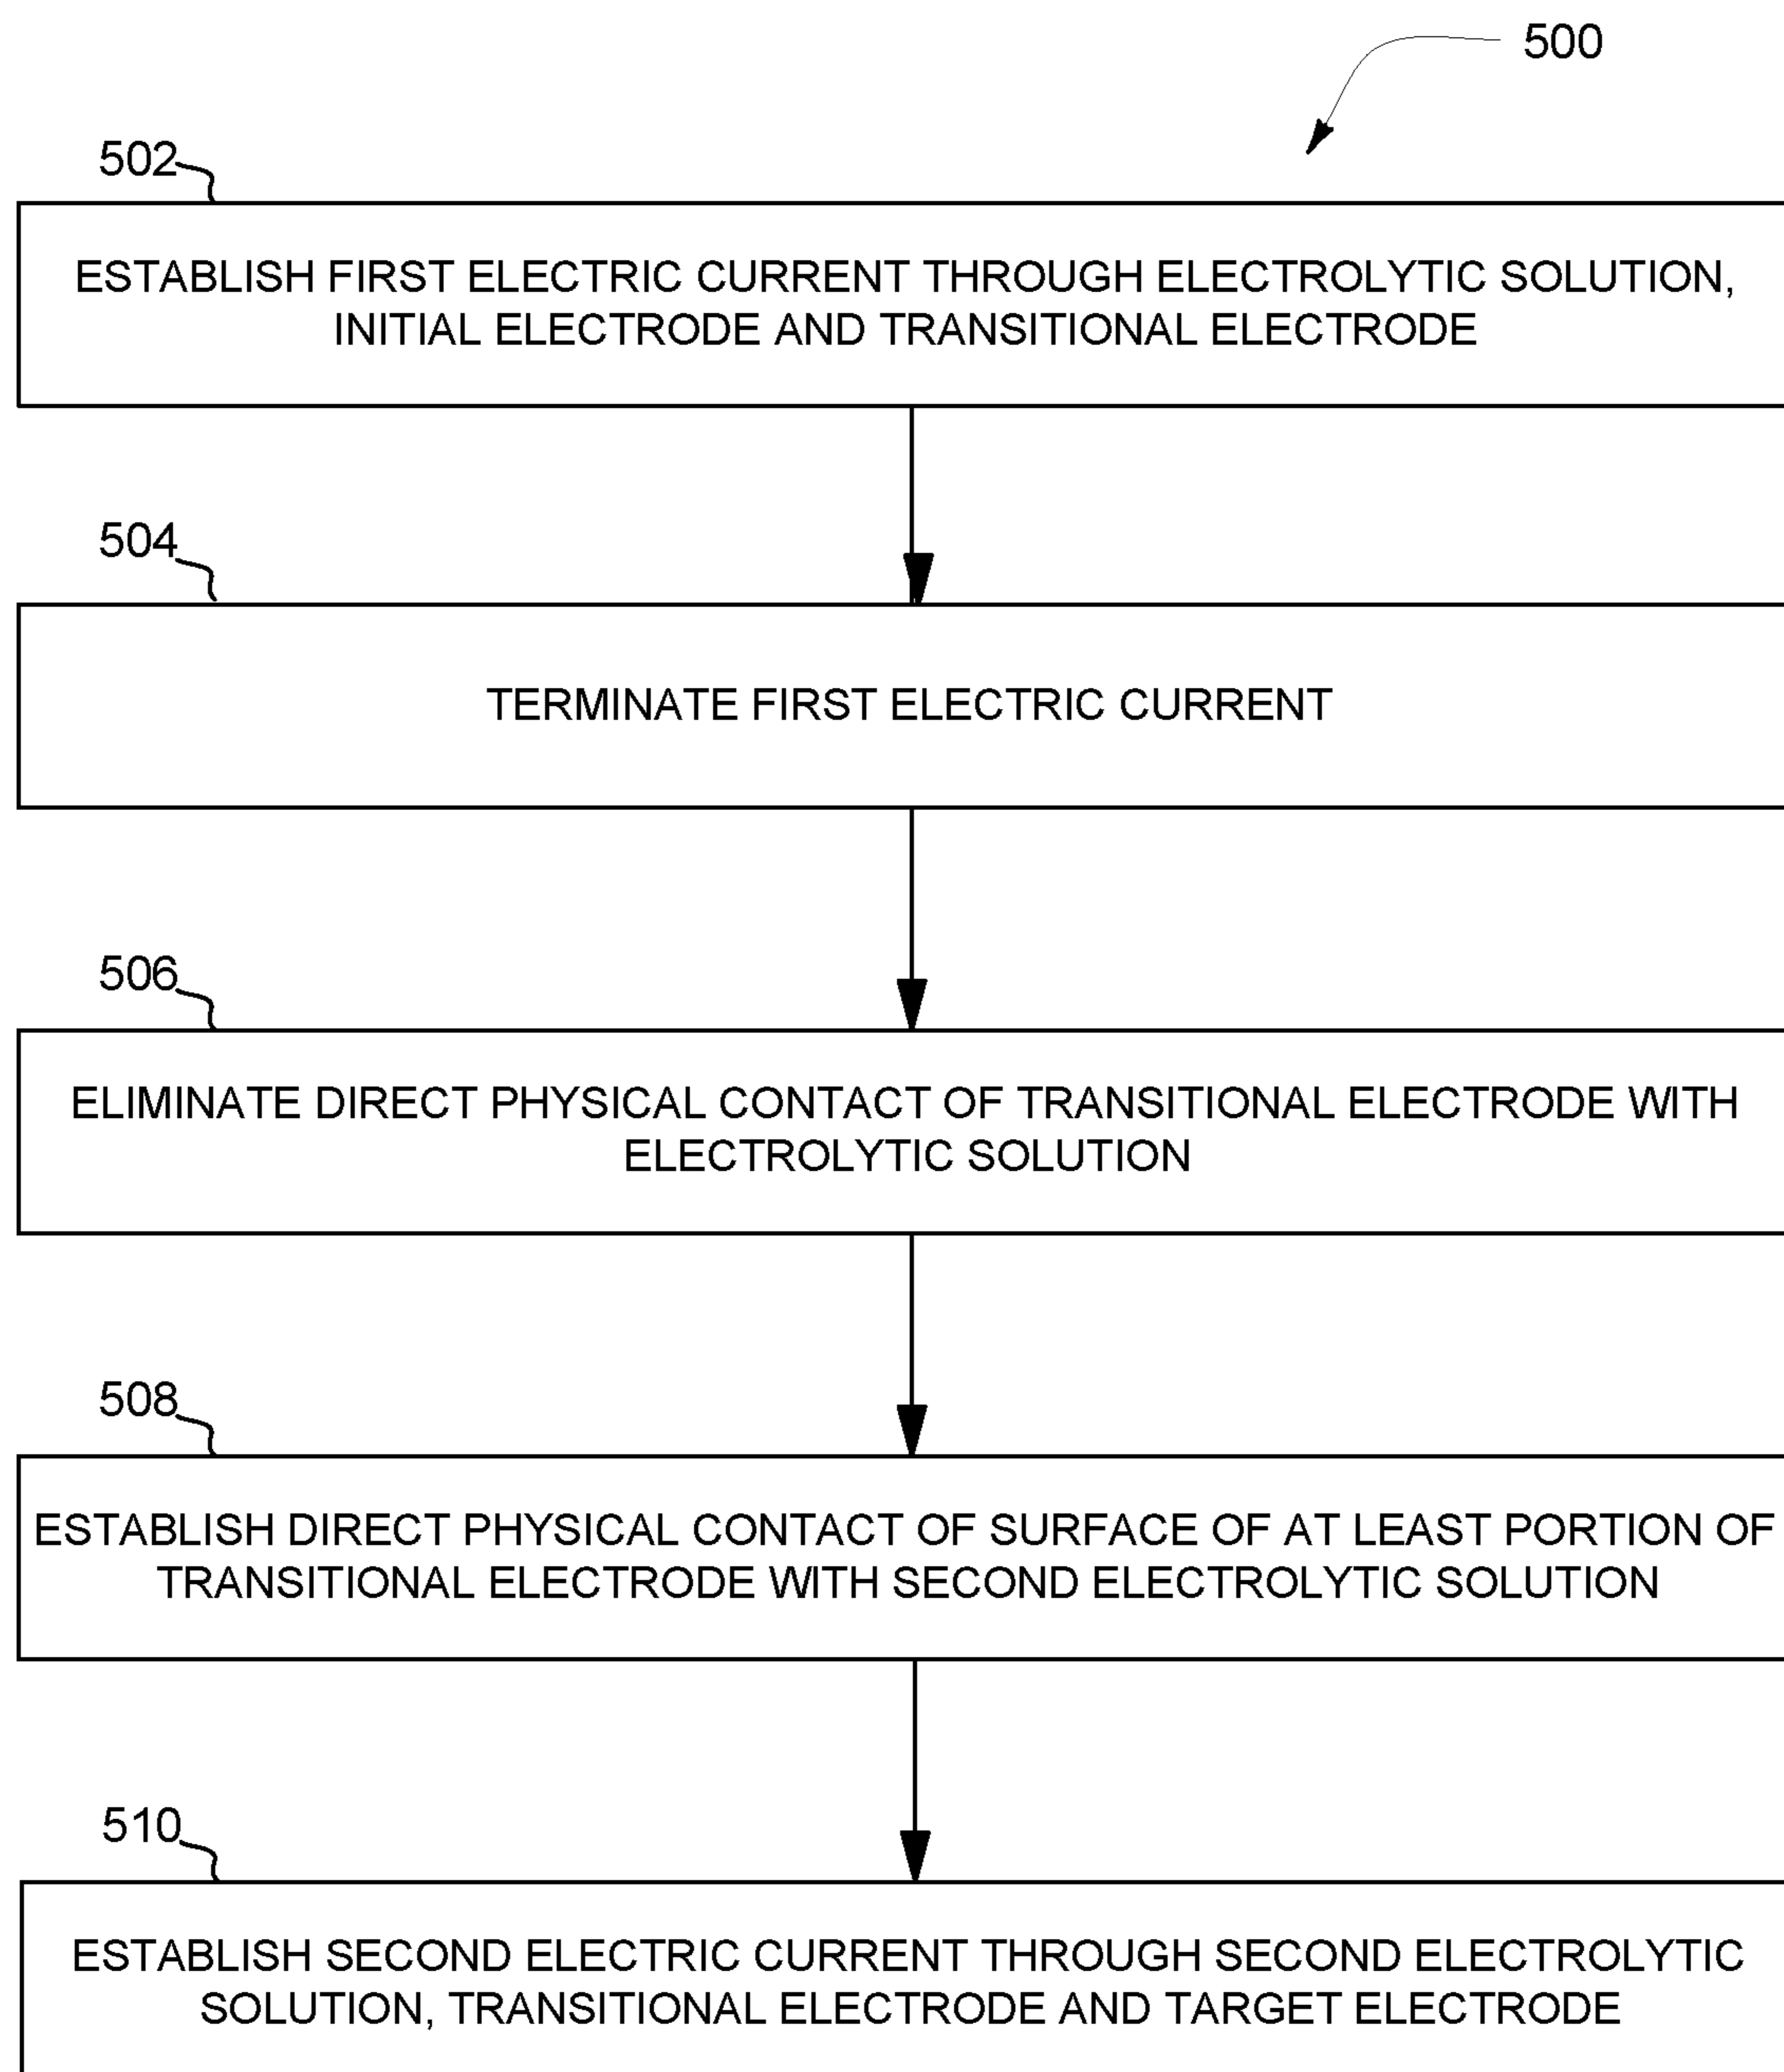 500
502
ESTABLISH FIRST ELECTRIC CURRENT THROUGH ELECTROLYTIC SOLUTION,
INITIAL ELECTRODE AND TRANSITIONAL ELECTRODE
504
TERMINATE FIRST ELECTRIC CURRENT
506
ELIMINATE DIRECT PHYSICAL CONTACT OF TRANSITIONAL ELECTRODE WITH
ELECTROLYTIC SOLUTION
508
ESTABLISH DIRECT PHYSICAL CONTACT OF SURFACE OF AT LEAST PORTION OF
TRANSITIONAL ELECTRODE WITH SECOND ELECTROLYTIC SOLUTION
510
ESTABLISH SECOND ELECTRIC CURRENT THROUGH SECOND ELECTROLYTIC
SOLUTION, TRANSITIONAL ELECTRODE AND TARGET ELECTRODE